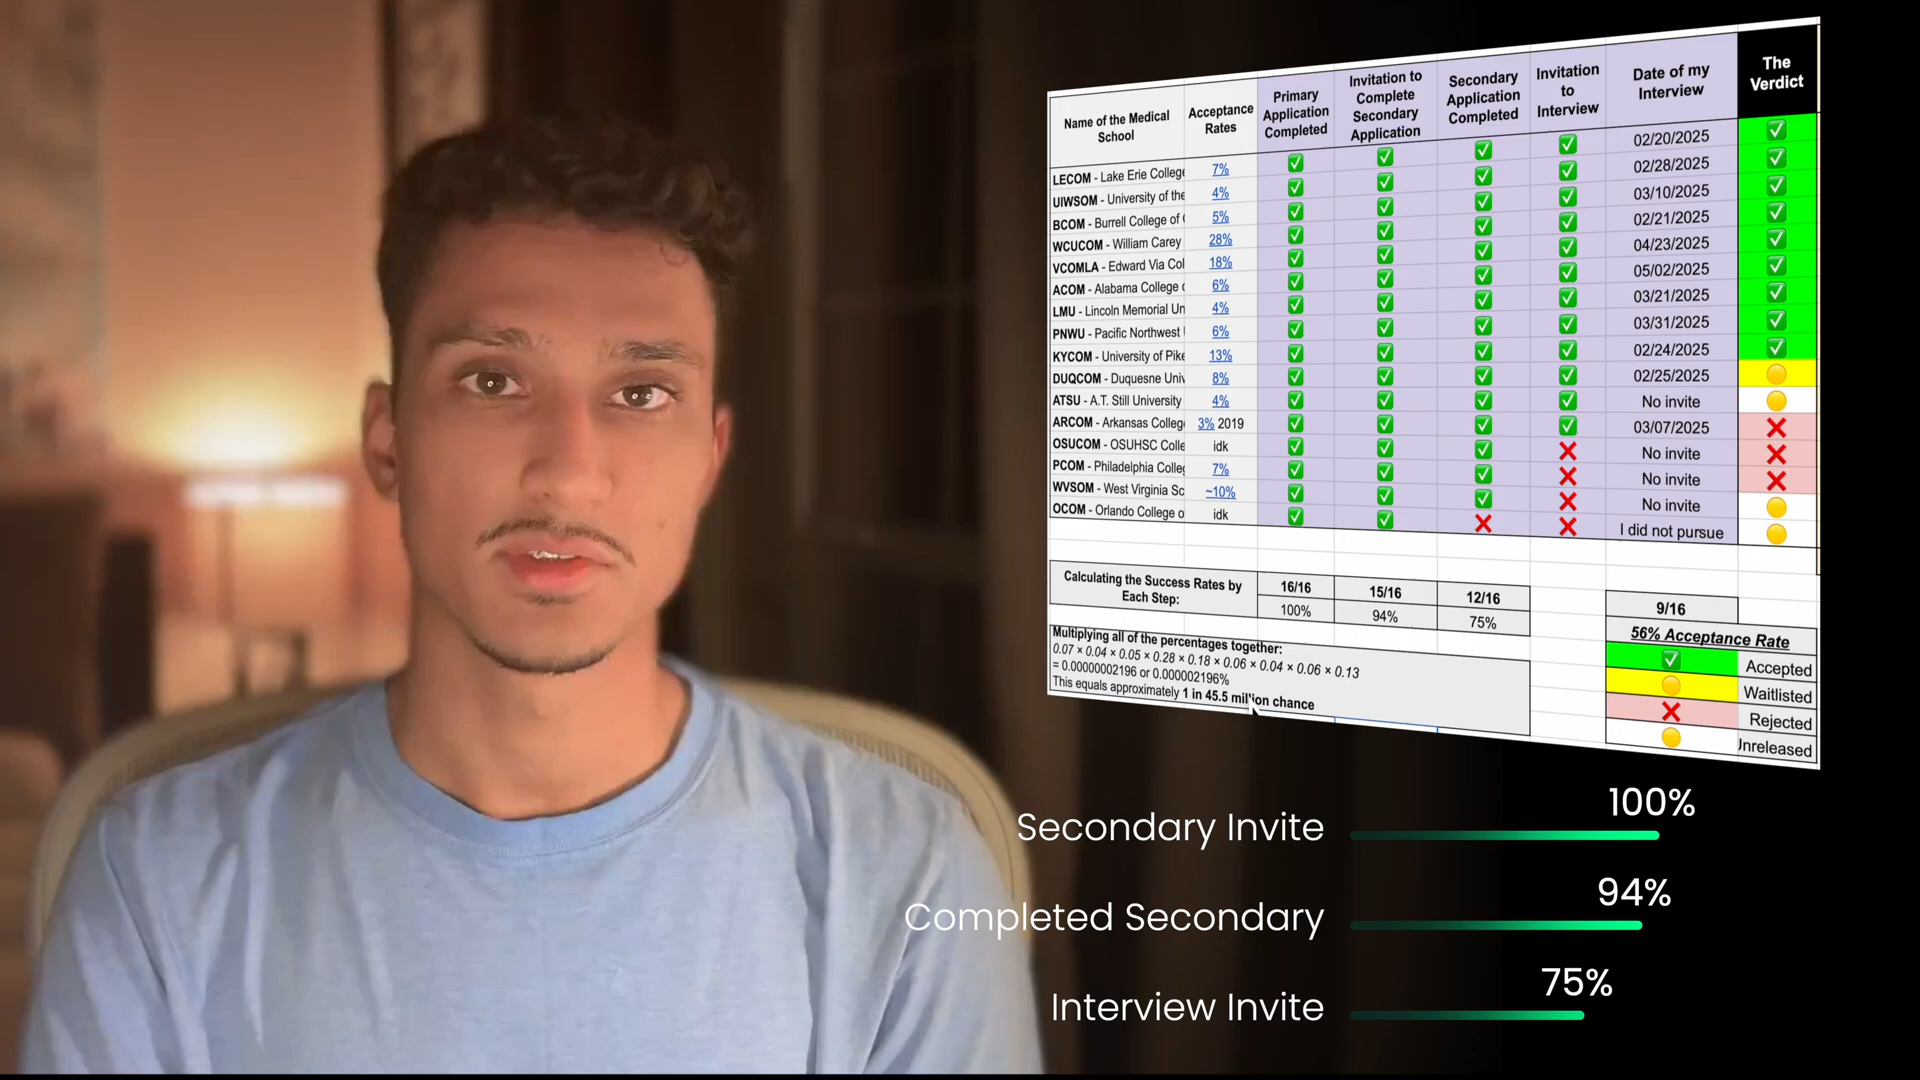 Name of the Medical School
Acceptance Rates
Primary Application Completed
Invitation to Complete Secondary Application
Secondary Application Completed
Invitation to Interview
Date of my Interview
The Verdict
LECOM - Lake Erie College 7% 02/20/2025
UIWSOM - University of the 4% 02/28/2025
BCOM - Burrell College of 5% 03/10/2025
WCUCOM - William Carey 28% 02/21/2025
VCOMLA - Edward Via Col 18% 04/23/2025
ACOM - Alabama College 6% 05/02/2025
LMU - Lincoln Memorial Un 4% 03/21/2025
PNWU - Pacific Northwest 6% 03/31/2025
KYCOM - University of Pike 13% 02/24/2025
DUQCOM - Duquesne Univ 8% 02/25/2025
ATSU - A.T. Still University 4% No invite
ARCOM - Arkansas Colleg 3% 2019 03/07/2025
OSUCOM - OSUHSC Colle idk No invite
PCOM - Philadelphia Colleg 7% No invite
WVSOM - West Virginia Sc ~10% No invite
OCOM - Orlando College o idk I did not pursue
Calculating the Success Rates by Each Step:
16/16 15/16 12/16 9/16
100% 94% 75%
56% Acceptance Rate
Accepted
Waitlisted
Rejected
Unreleased
Multiplying all of the percentages together:
0.07 × 0.04 × 0.05 × 0.28 × 0.18 × 0.06 × 0.04 × 0.06 × 0.13
= 0.00000002196 or 0.000002196%
This equals approximately 1 in 45.5 million chance
Secondary Invite 100%
Completed Secondary 94%
Interview Invite 75%